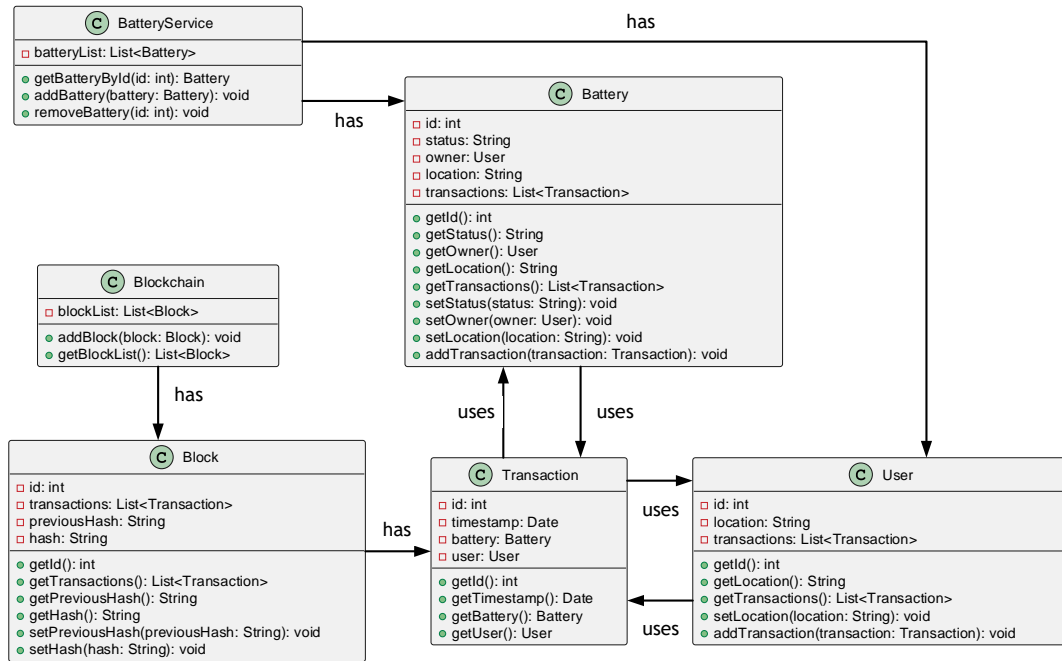 C BatteryService
batteryList: List<Battery>
getBatteryById(id: int): Battery
addBattery(battery: Battery): void
removeBattery(id: int): void
has
has
C Battery
id: int
status: String
owner: User
location: String
transactions: List<Transaction>
getId(): int
getStatus(): String
getOwner(): User
getLocation(): String
getTransactions(): List<Transaction>
setStatus(status: String): void
setOwner(owner: User): void
setLocation(location: String): void
addTransaction(transaction: Transaction): void
C Blockchain
blockList: List<Block>
addBlock(block: Block): void
getBlockList(): List<Block>
has
uses
uses
C Block
id: int
transactions: List<Transaction>
previousHash: String
hash: String
getId(): int
getTransactions(): List<Transaction>
getPreviousHash(): String
getHash(): String
setPreviousHash(previousHash: String): void
setHash(hash: String): void
has
C Transaction
id: int
timestamp: Date
battery: Battery
user: User
getId(): int
getTimestamp(): Date
getBattery(): Battery
getUser(): User
uses
uses
C User
id: int
location: String
transactions: List<Transaction>
getId(): int
getLocation(): String
getTransactions(): List<Transaction>
setLocation(location: String): void
addTransaction(transaction: Transaction): void